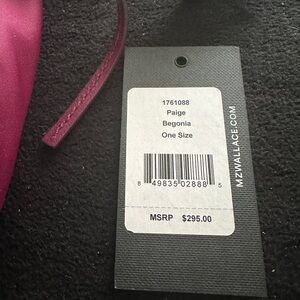 1761088
Paige
Begonia
One Size
8 49835 02888 5
MSRP $295.00
MZWALLACE.COM